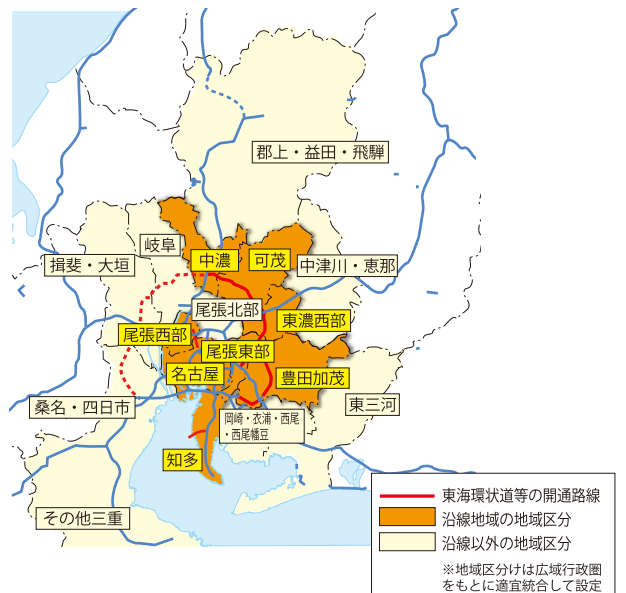 郡上・益田・飛騨
岐阜
中濃
可茂
揖斐・大垣
中津川・恵那
尾張北部
東濃西部
尾張西部
尾張東部
名古屋
豊田加茂
桑名・四日市
東三河
岡崎・衣浦・西尾
・西尾幡豆
知多
その他三重
東海環状道等の開通路線
沿線地域の地域区分
沿線以外の地域区分
※地域区分けは広域行政圏
をもとに適宜統合して設定